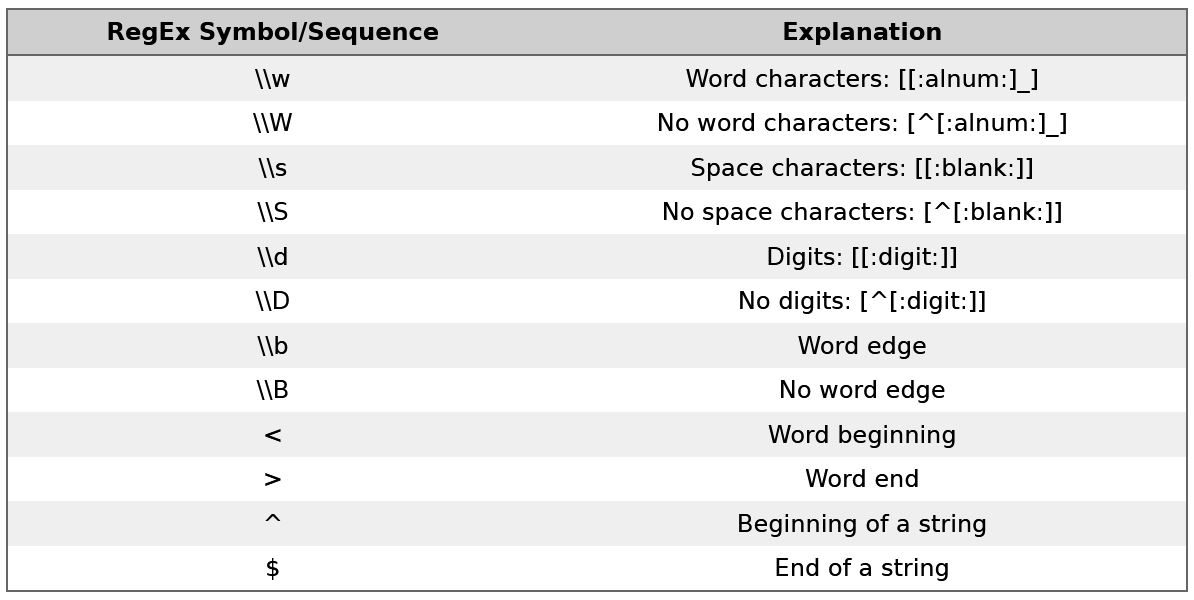 RegEx Symbol/Sequence Explanation
\\w Word characters: [[:alnum:]_]
\\W No word characters: [^[:alnum:]_]
\\s Space characters: [[:blank:]]
\\S No space characters: [^[:blank:]]
\\d Digits: [[:digit:]]
\\D No digits: [^[:digit:]]
\\b Word edge
\\B No word edge
< Word beginning
> Word end
^ Beginning of a string
$ End of a string